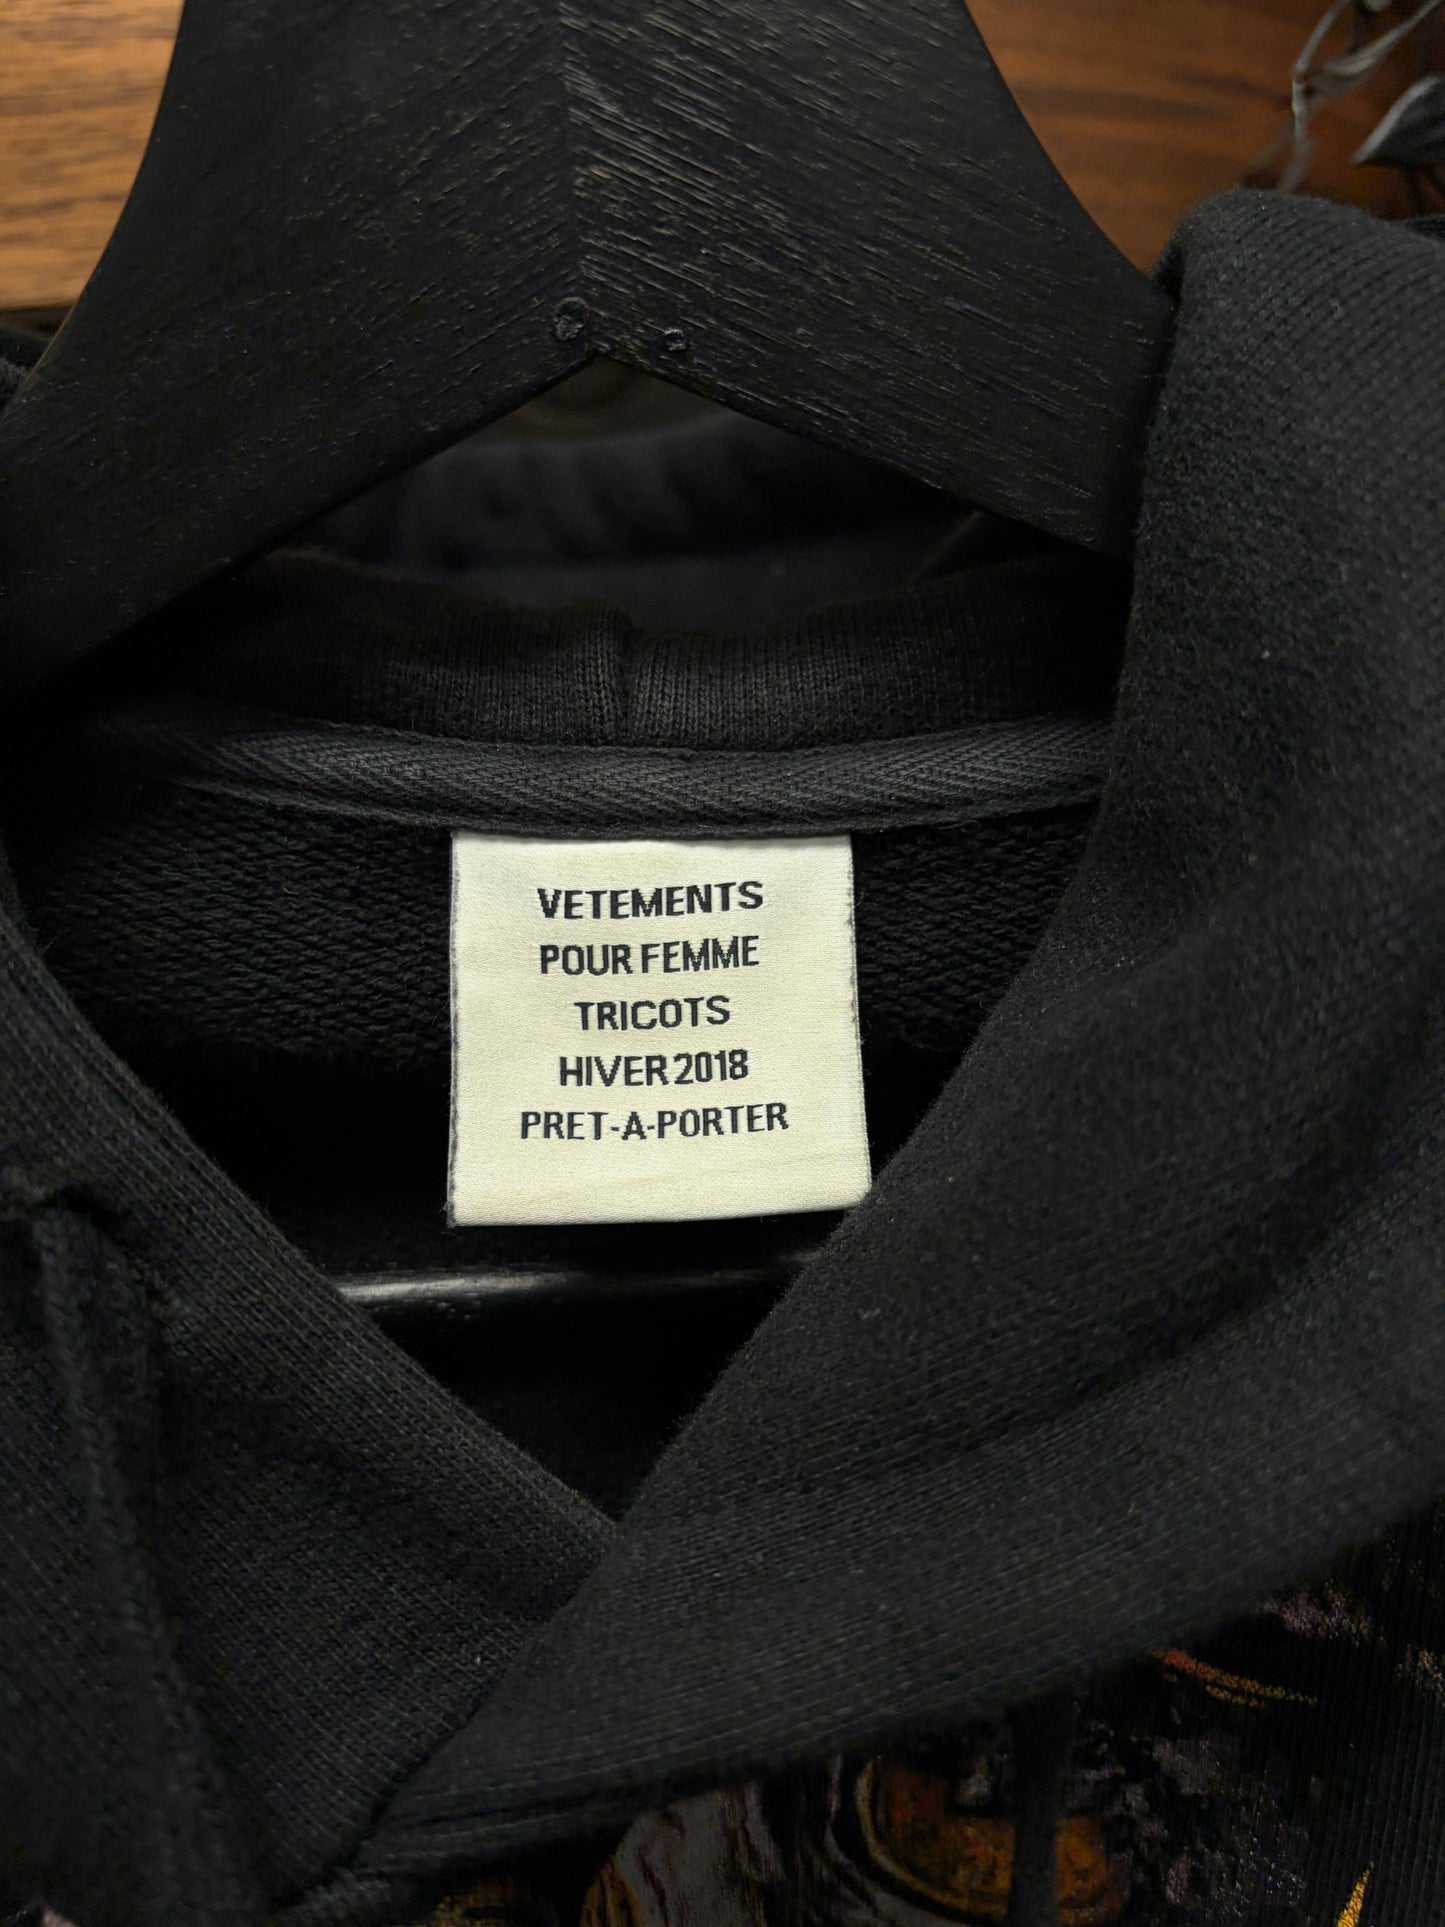 VETEMENTS
POUR FEMME
TRICOTS
HIVER 2018
PRET-A-PORTER